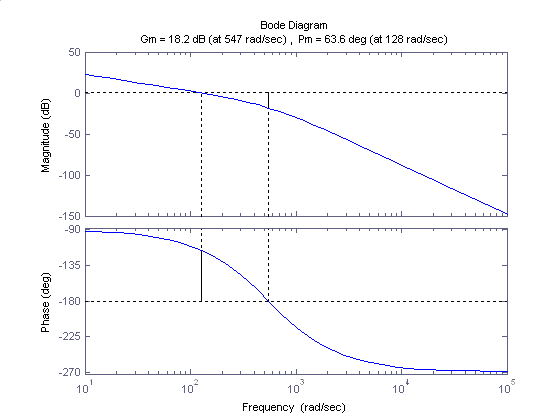 Bode Diagram
Gm = 18.2 dB (at 547 rad/sec) , Pm = 63.6 deg (at 128 rad/sec)
Magnitude (dB)
50
0
-50
-100
-150
Phase (deg)
-90
-135
-180
-225
-270
10^1 10^2 10^3 10^4 10^5
Frequency (rad/sec)